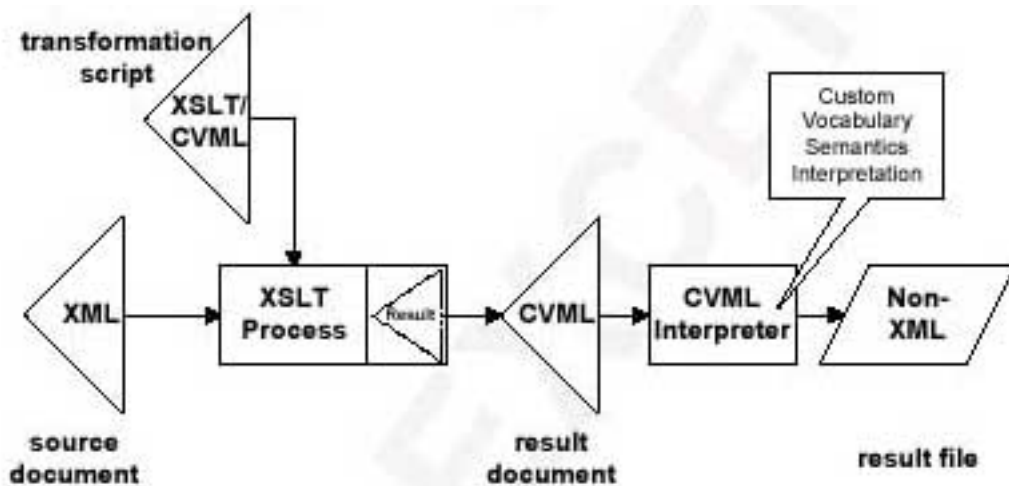 transformation
script
XSLT/
CVML
Custom
Vocabulary
Semantics
Interpretation
XML
XSLT
Process
Result
CVML
CVML
Interpreter
Non-
XML
source
document
result
document
result file